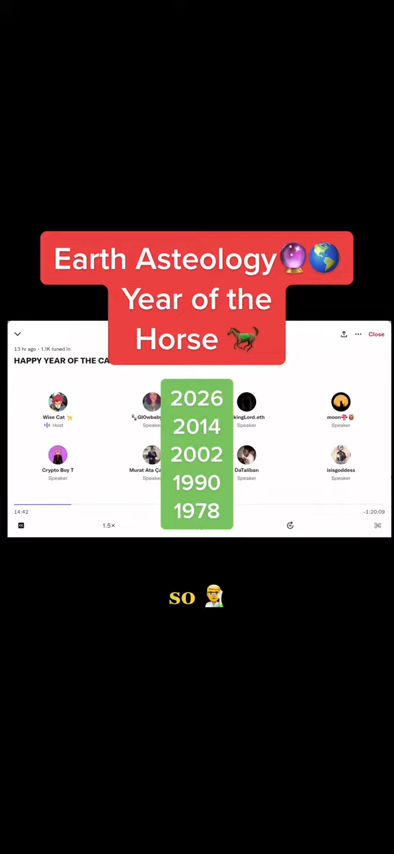 Earth Asteology🔮🌎
Year of the
Horse 🐎
13 hr ago · 1.1K tuned in
Close
HAPPY YEAR OF THE CA
2026
2014
2002
1990
1978
Wise Cat
Host
Speaker
kingLord.eth
Speaker
moon
Speaker
Crypto Boy T
Speaker
Murat Ata
Speaker
DaTaliban
Speaker
isisgoddess
Speaker
14:42
-1:20:09
1.5×
so